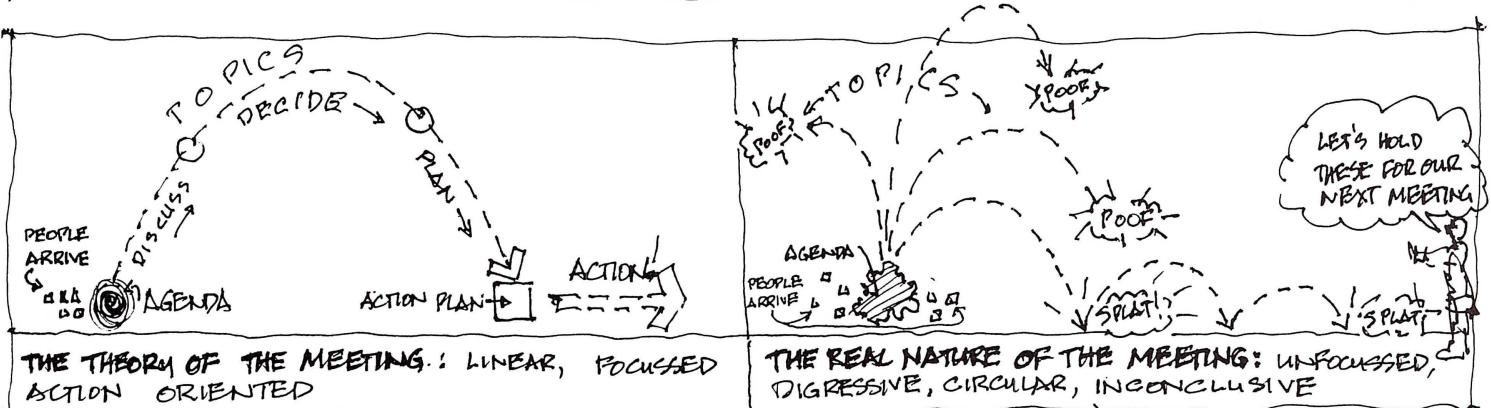 TOPICS
DECIDE
DISCUSS
PLAN
PEOPLE
ARRIVE
AGENDA
ACTION PLAN
ACTION
THE THEORY OF THE MEETING: LINEAR, FOCUSSED
ACTION ORIENTED
TOPICS
POOF
POOF
POOF
LET'S HOLD
THESE FOR OUR
NEXT MEETING
AGENDA
PEOPLE
ARRIVE
SPLAT!
SPLAT!
THE REAL NATURE OF THE MEETING: UNFOCUSSED,
DIGRESSIVE, CIRCULAR, INCONCLUSIVE